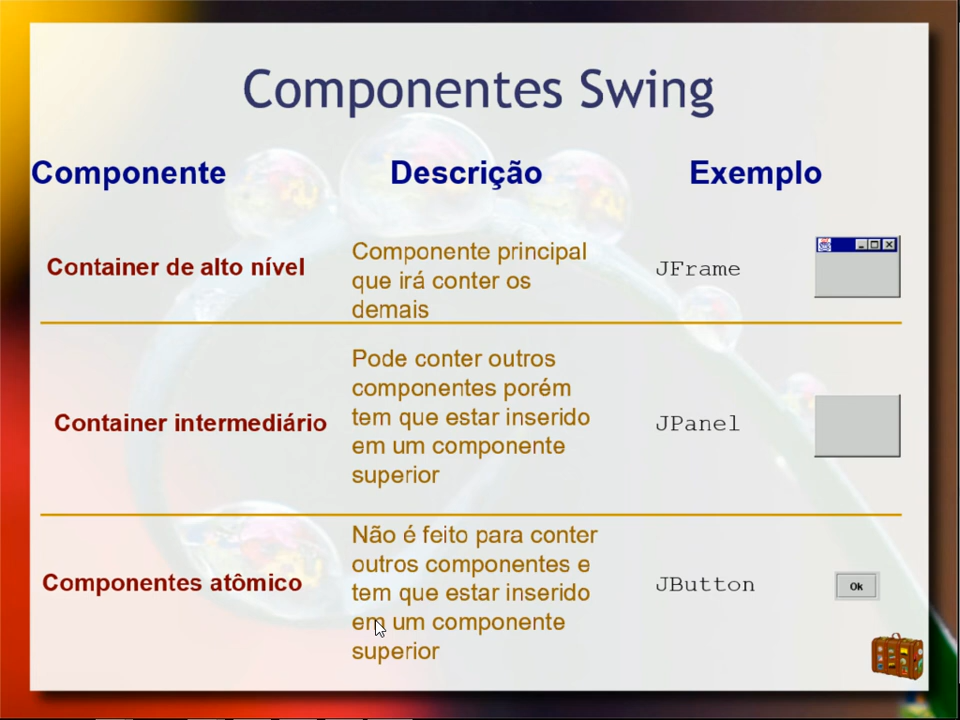 Componentes Swing
Componente
Descrição
Exemplo
Container de alto nível
Componente principal
que irá conter os
demais
JFrame
Container intermediário
Pode conter outros
componentes porém
tem que estar inserido
em um componente
superior
JPanel
Componentes atômico
Não é feito para conter
outros componentes e
tem que estar inserido
em um componente
superior
JButton
Ok